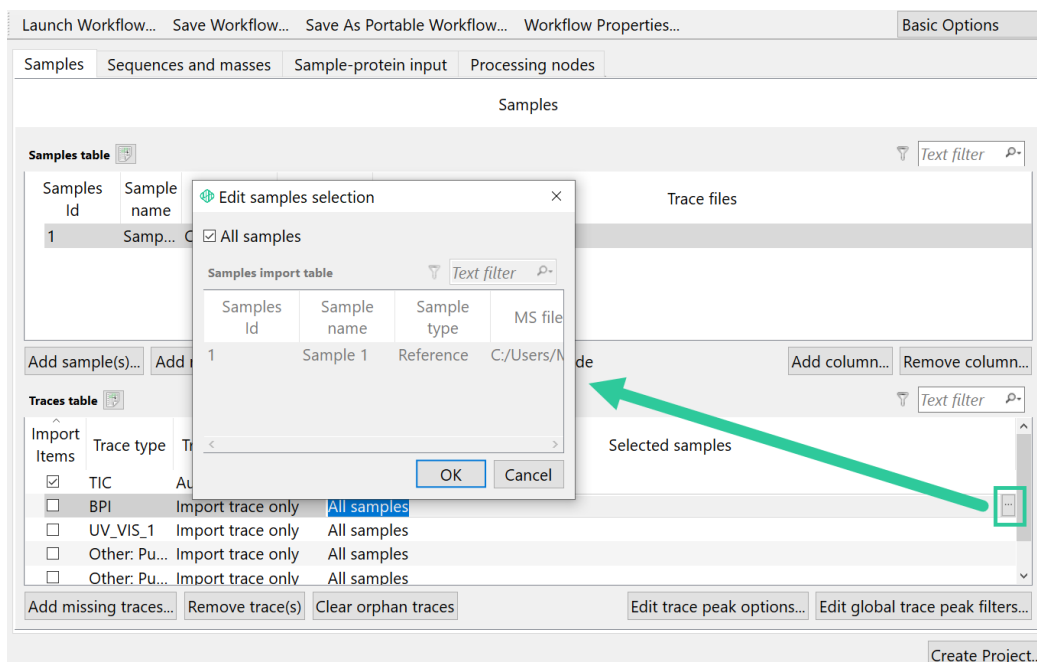 Launch Workflow... Save Workflow... Save As Portable Workflow... Workflow Properties... Basic Options
Samples Sequences and masses Sample-protein input Processing nodes
Samples
Samples table Text filter
Samples Id Sample name Trace files
1 Samp... C
Edit samples selection
All samples
Samples import table Text filter
Samples Id Sample name Sample type MS file
1 Sample 1 Reference C:/Users/
OK Cancel
Add sample(s)... Add de Add column... Remove column...
Traces table Text filter
Import Items Trace type Tr Selected samples
TIC Au
BPI Import trace only All samples ...
UV_VIS_1 Import trace only All samples
Other: Pu... Import trace only All samples
Other: Pu... Import trace only All samples
Add missing traces... Remove trace(s) Clear orphan traces Edit trace peak options... Edit global trace peak filters...
Create Project...